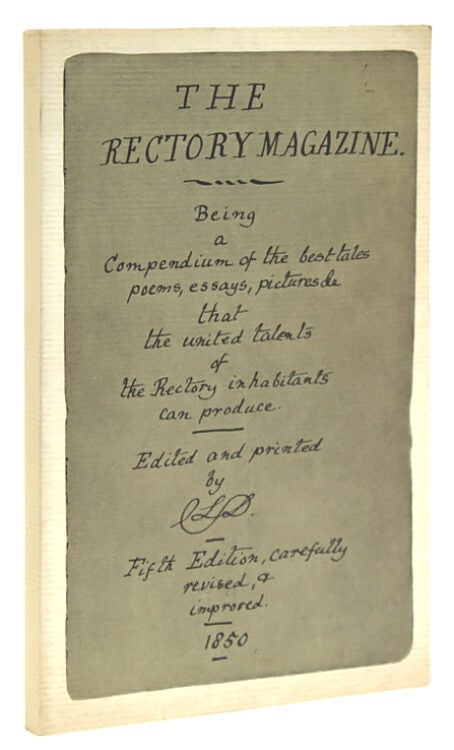 THE
RECTORY MAGAZINE.
Being
a
Compendium of the best tales
poems, essays, pictures &c
that
the united talents
of
the Rectory inhabitants
can produce.
Edited and printed
by
CLD.
Fifth Edition, carefully
revised, &
improved.
1850